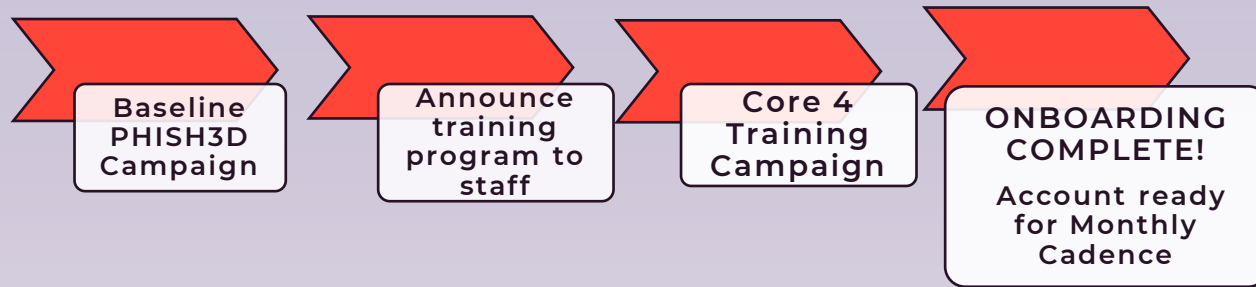 Baseline
PHISH3D
Campaign
Announce
training
program to
staff
Core 4
Training
Campaign
ONBOARDING
COMPLETE!
Account ready
for Monthly
Cadence